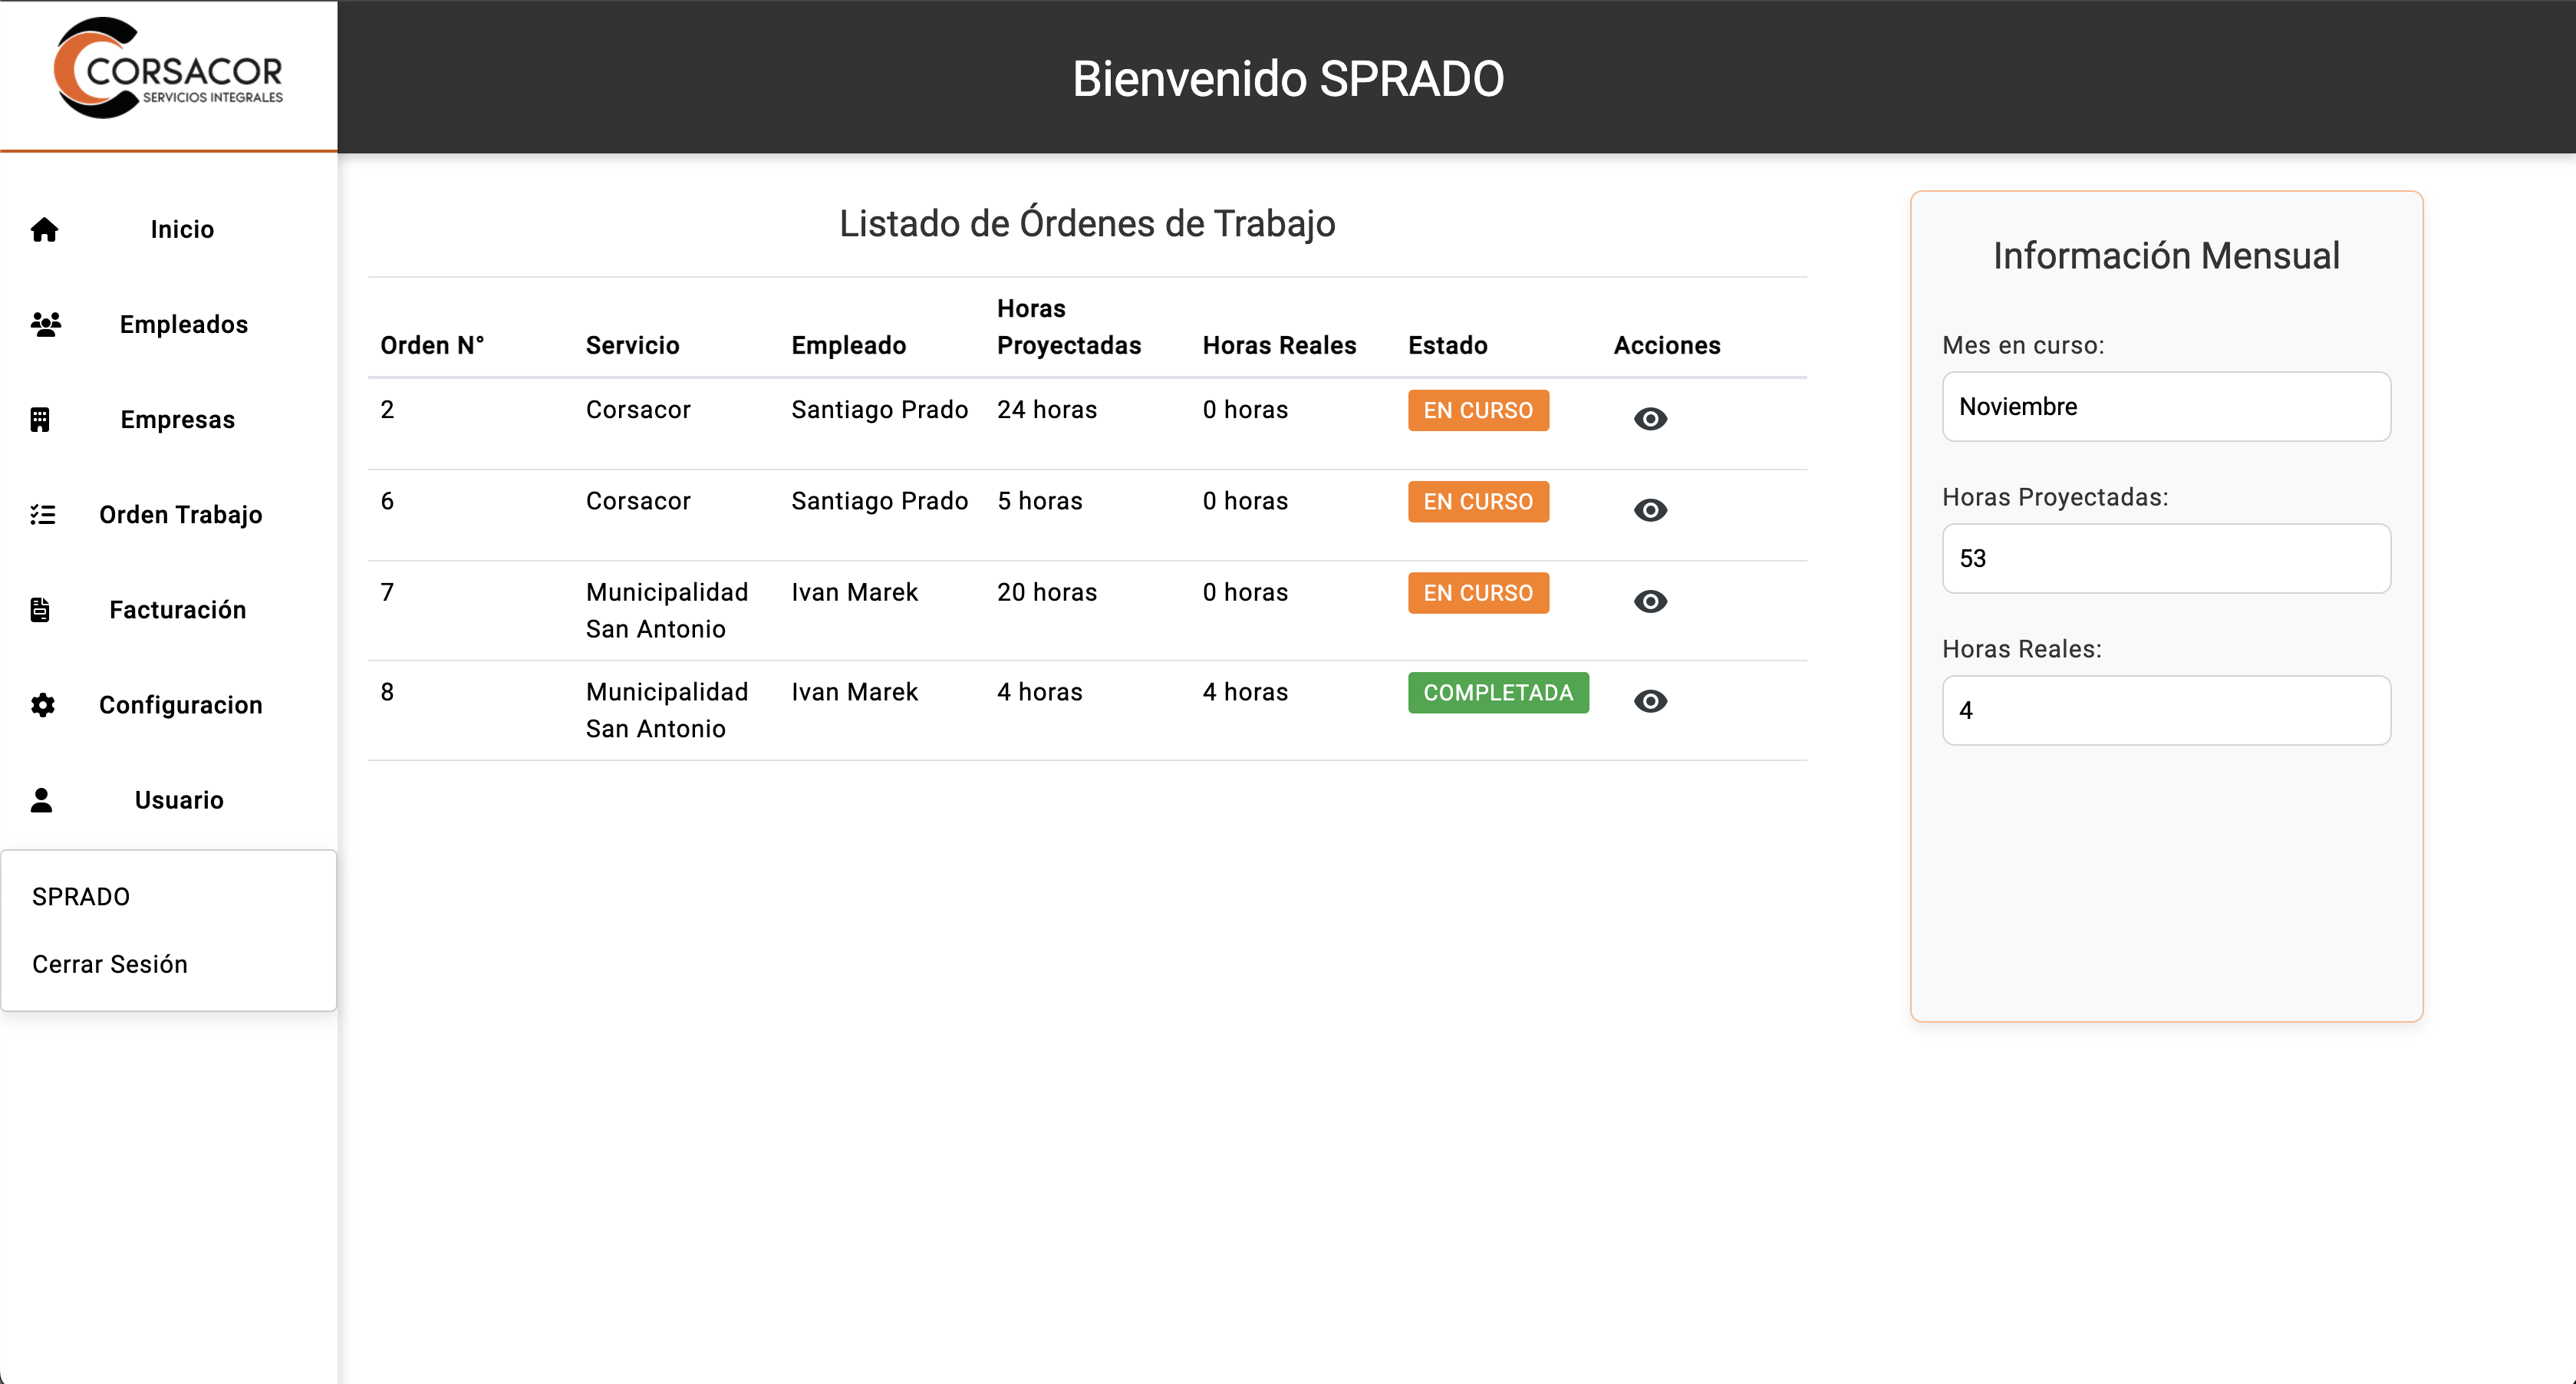 CORSACOR
SERVICIOS INTEGRALES
Bienvenido SPRADO
Inicio
Empleados
Empresas
Orden Trabajo
Facturación
Configuracion
Usuario
SPRADO
Cerrar Sesión
Listado de Órdenes de Trabajo
Orden N° Servicio Empleado Horas Proyectadas Horas Reales Estado Acciones
2 Corsacor Santiago Prado 24 horas 0 horas EN CURSO
6 Corsacor Santiago Prado 5 horas 0 horas EN CURSO
7 Municipalidad San Antonio Ivan Marek 20 horas 0 horas EN CURSO
8 Municipalidad San Antonio Ivan Marek 4 horas 4 horas COMPLETADA
Información Mensual
Mes en curso:
Noviembre
Horas Proyectadas:
53
Horas Reales:
4